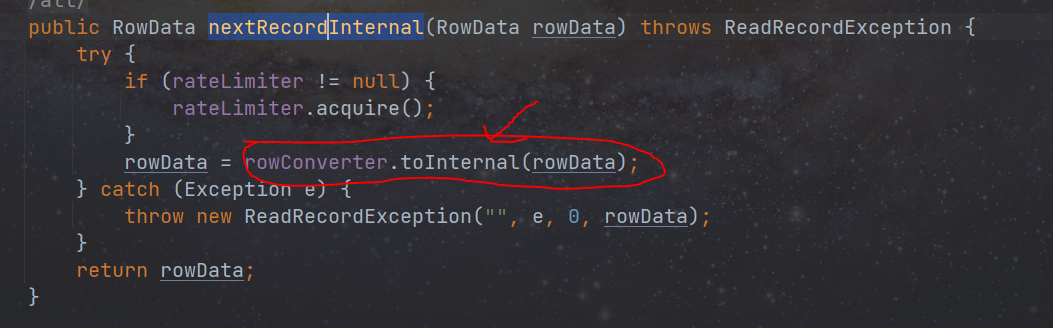 public RowData nextRecordInternal(RowData rowData) throws ReadRecordException {
try {
if (rateLimiter != null) {
rateLimiter.acquire();
}
rowData = rowConverter.toInternal(rowData);
} catch (Exception e) {
throw new ReadRecordException("", e, 0, rowData);
}
return rowData;
}